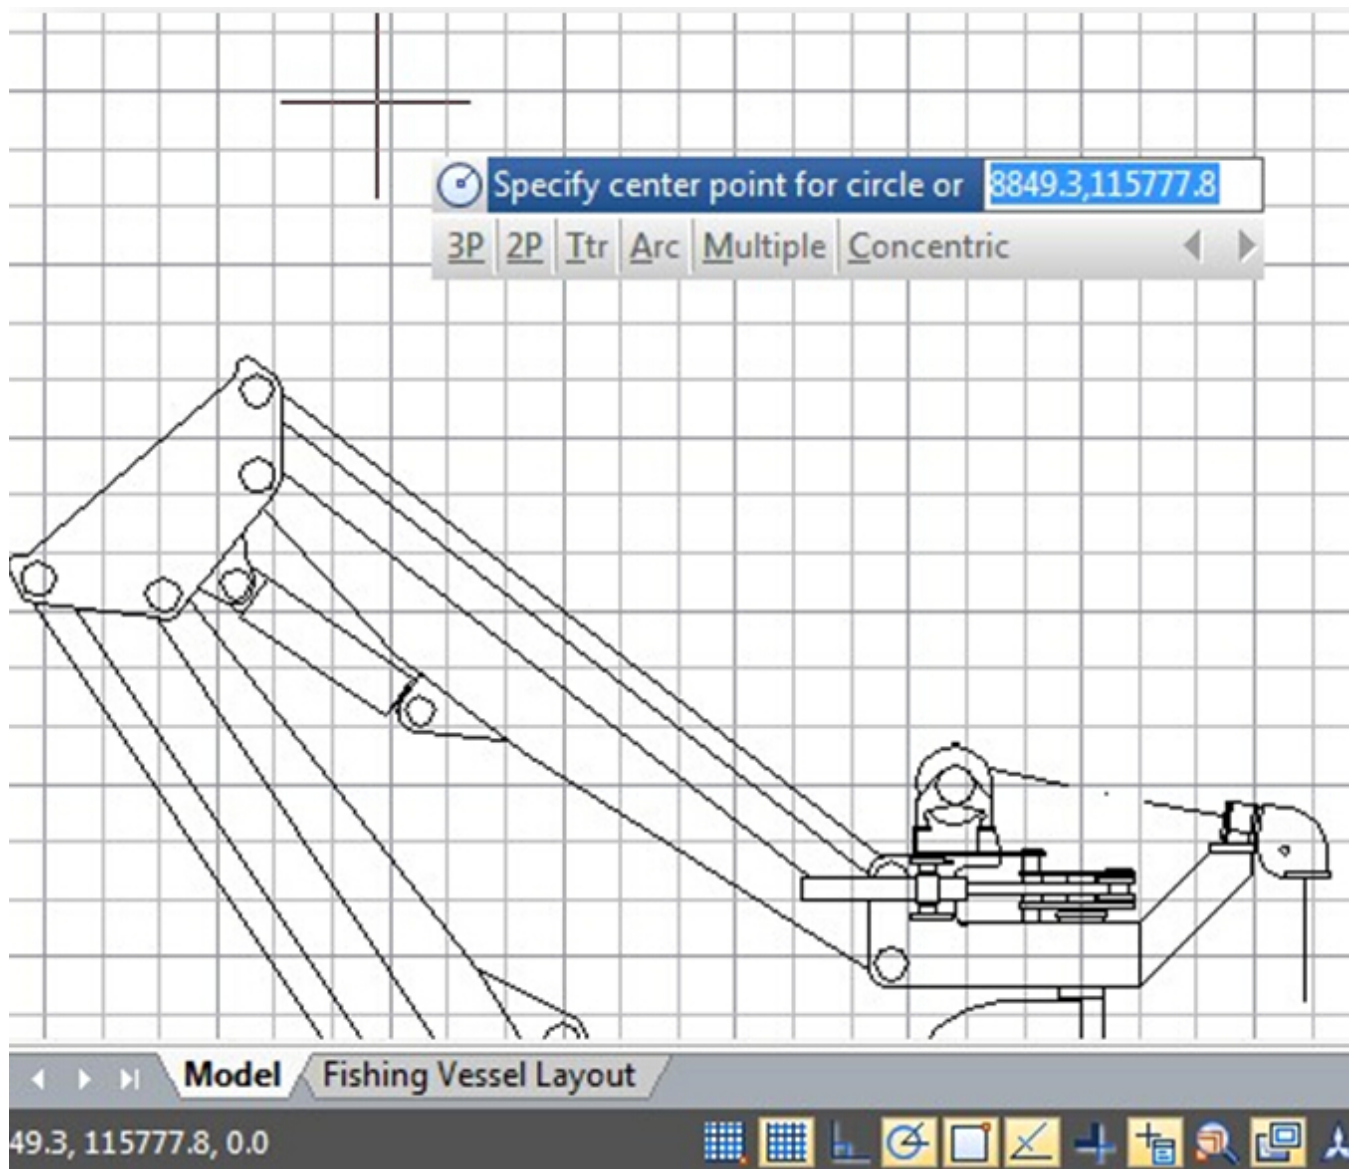 Specify center point for circle or 8849.3,115777.8
3P 2P Ttr Arc Multiple Concentric
Model Fishing Vessel Layout
49.3, 115777.8, 0.0